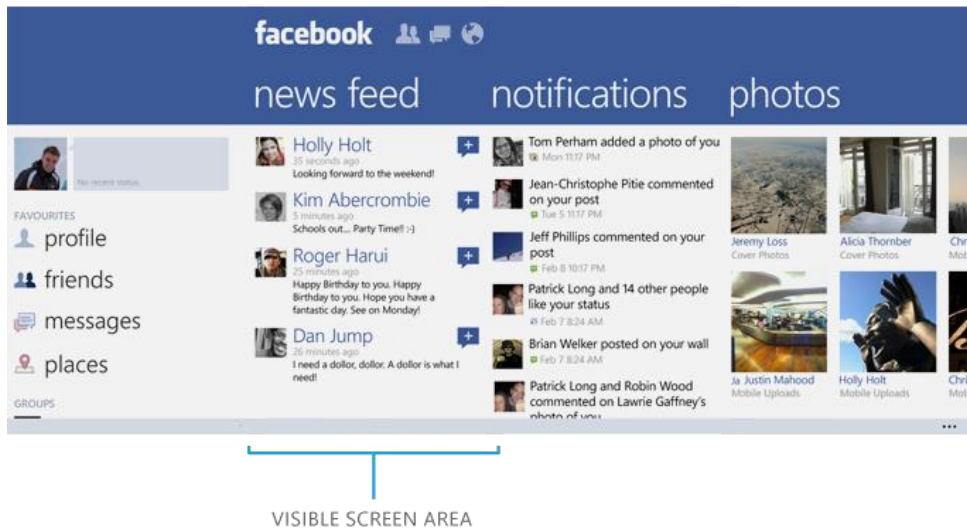 facebook
news feed
notifications
photos
No recent status.
FAVOURITES
profile
friends
messages
places
GROUPS
Holly Holt
35 seconds ago
Looking forward to the weekend!
Kim Abercrombie
5 minutes ago
Schools out... Party Time!! ;-)
Roger Harui
25 minutes ago
Happy Birthday to you. Happy
Birthday to you. Hope you have a
fantastic day. See on Monday!
Dan Jump
26 minutes ago
I need a dollor, dollor. A dollor is what I
need!
Tom Perham added a photo of you
Mon 11:17 PM
Jean-Christophe Pitie commented
on your post
Tue 5 11:17 PM
Jeff Phillips commented on your
post
Feb 8 10:17 PM
Patrick Long and 14 other people
like your status
Feb 7 8:24 AM
Brian Welker posted on your wall
Feb 7 8:24 AM
Patrick Long and Robin Wood
commented on Lawrie Gaffney's
photo of you
Jeremy Loss
Cover Photos
Alicia Thornber
Cover Photos
Chr
Mob
Ja Justin Mahood
Mobile Uploads
Holly Holt
Mobile Uploads
Chri
Mob
VISIBLE SCREEN AREA